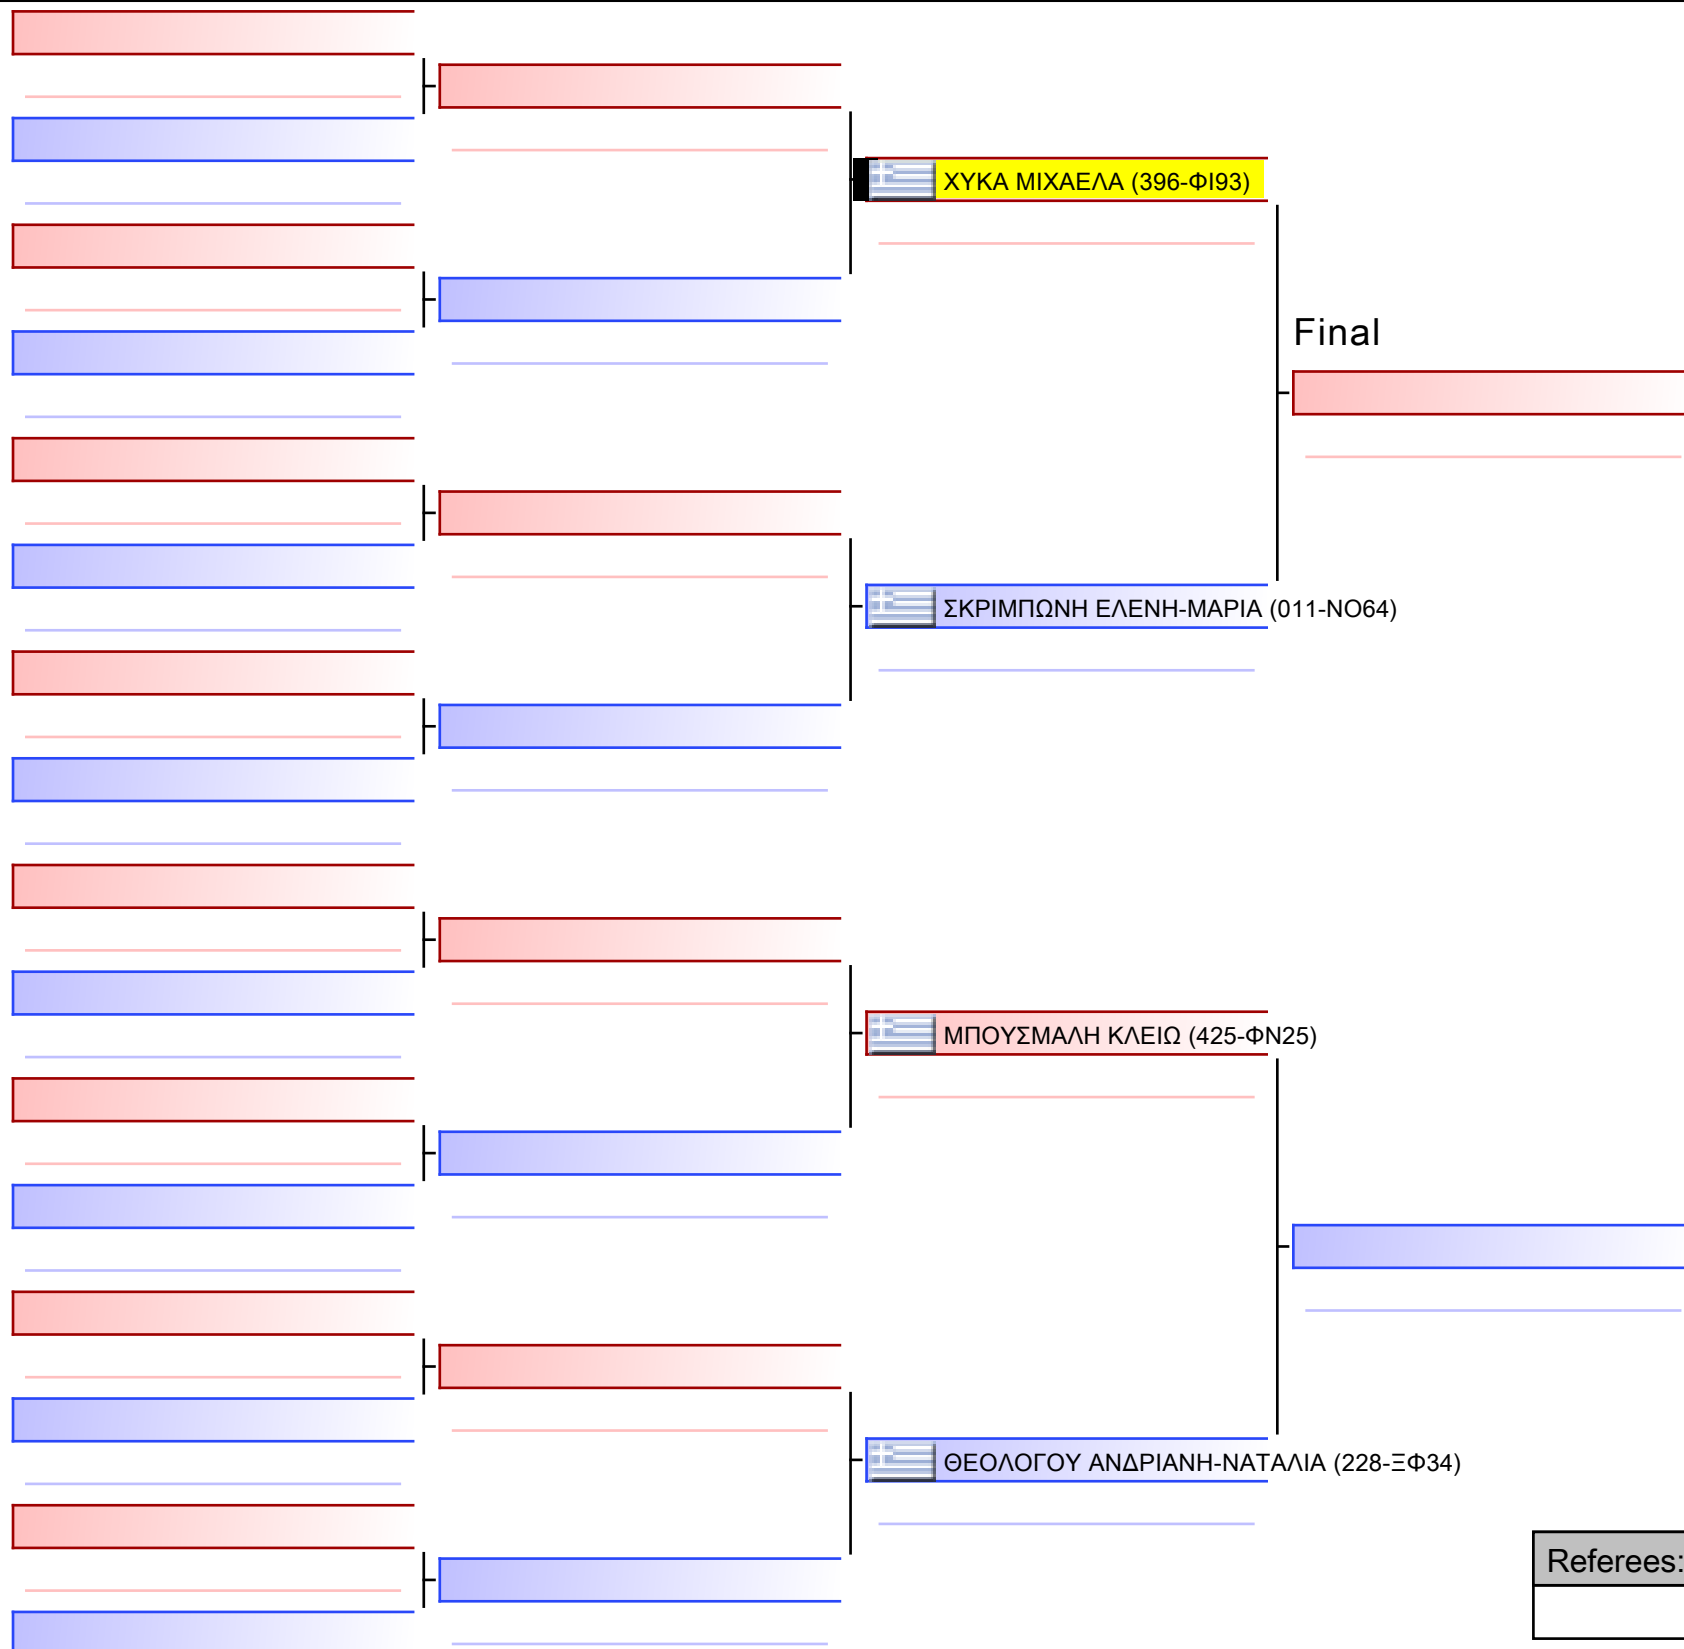 ΧΥΚΑ ΜΙΧΑΕΛΑ (396-ΦΙ93)
Final
ΣΚΡΙΜΠΩΝΗ ΕΛΕΝΗ-ΜΑΡΙΑ (011-ΝΟ64)
ΜΠΟΥΣΜΑΛΗ ΚΛΕΙΩ (425-ΦΝ25)
ΘΕΟΛΟΓΟΥ ΑΝΔΡΙΑΝΗ-ΝΑΤΑΛΙΑ (228-ΞΦ34)
Referees: